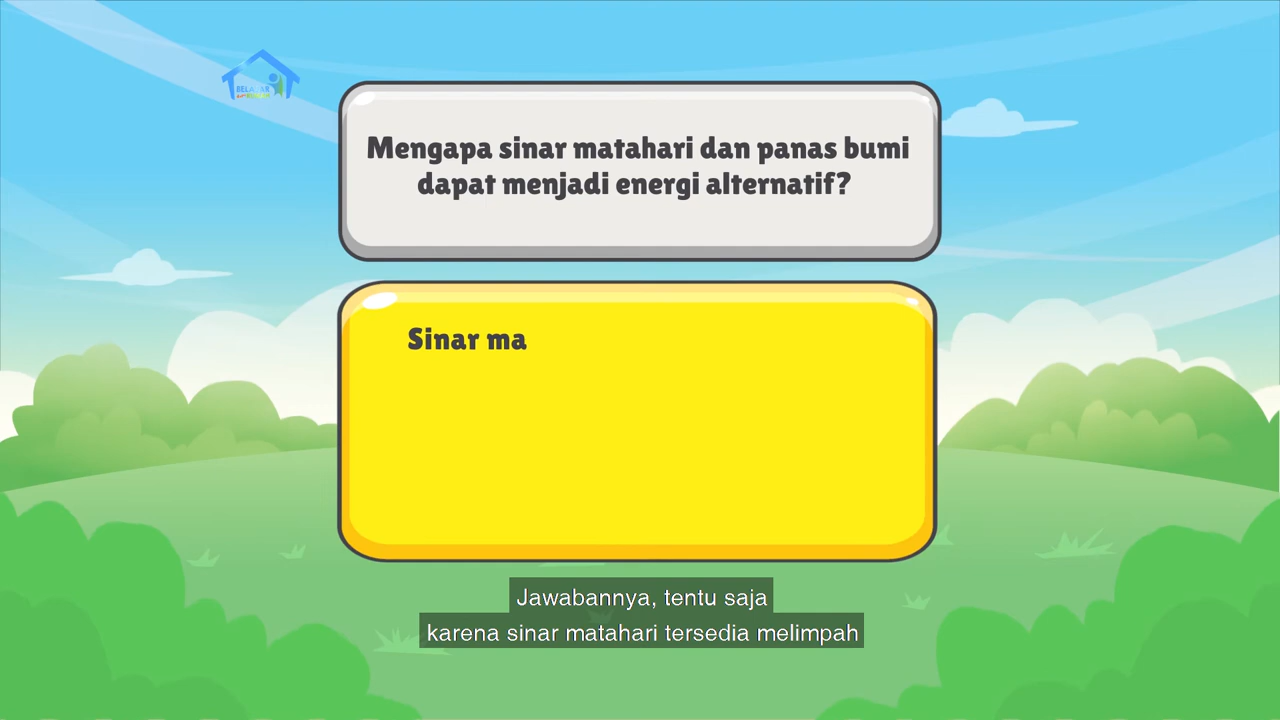 BELAJAR
Mengapa sinar matahari dan panas bumi
dapat menjadi energi alternatif?
Sinar ma
Jawabannya, tentu saja
karena sinar matahari tersedia melimpah